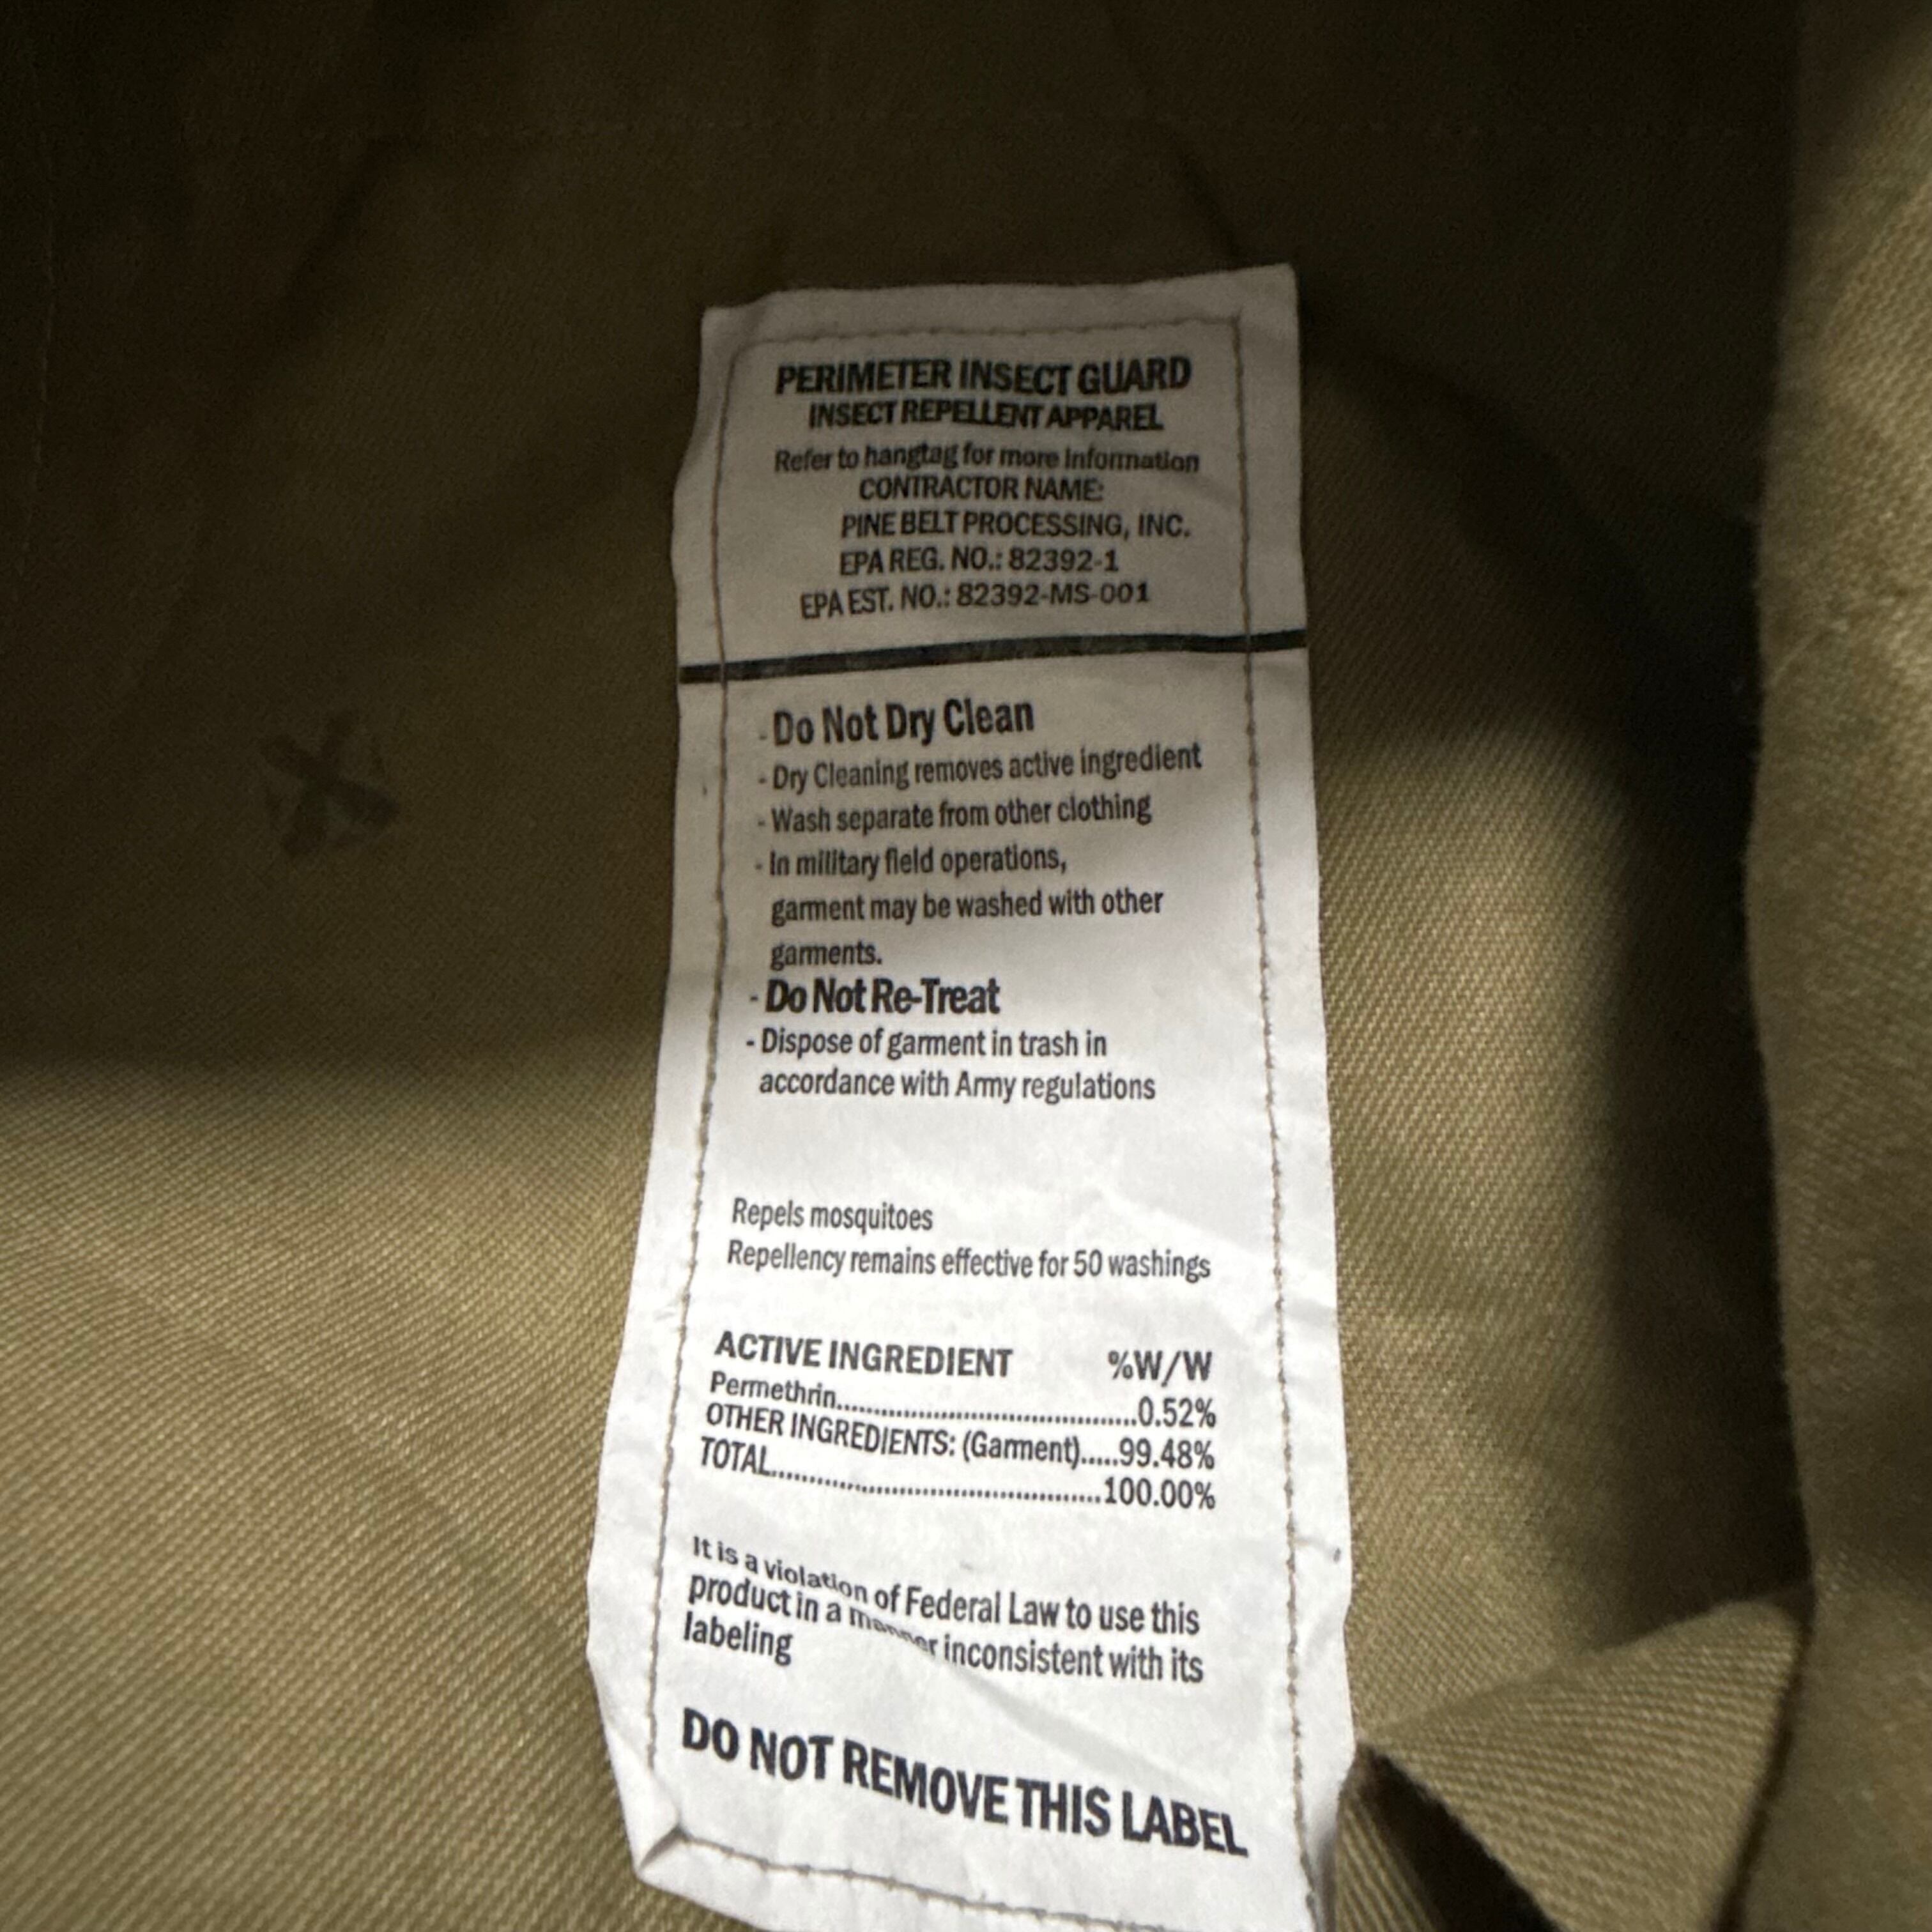 PERIMETER INSECT GUARD
INSECT REPELLENT APPAREL
Refer to hangtag for more information
CONTRACTOR NAME:
PINE BELT PROCESSING, INC.
EPA REG. NO.: 82392-1
EPA EST. NO.: 82392-MS-001
- Do Not Dry Clean
- Dry Cleaning removes active ingredient
- Wash separate from other clothing
- In military field operations,
garment may be washed with other
garments.
- Do Not Re-Treat
- Dispose of garment in trash in
accordance with Army regulations
Repels mosquitoes
Repellency remains effective for 50 washings
ACTIVE INGREDIENT %W/W
Permethrin.......................................0.52%
OTHER INGREDIENTS: (Garment).....99.48%
TOTAL...........................................100.00%
It is a violation of Federal Law to use this
product in a manner inconsistent with its
labeling
DO NOT REMOVE THIS LABEL